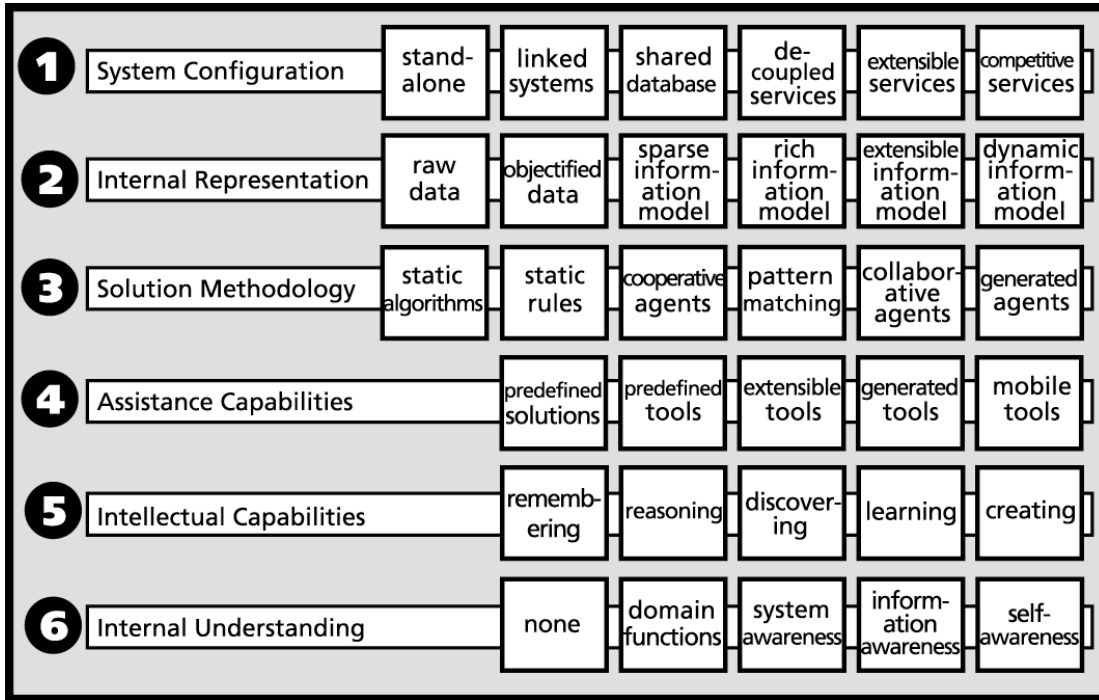 1 System Configuration
stand-
alone
linked
systems
shared
database
de-
coupled
services
extensible
services
competitive
services
2 Internal Representation
raw
data
objectified
data
sparse
inform-
ation
model
rich
inform-
ation
model
extensible
inform-
ation
model
dynamic
inform-
ation
model
3 Solution Methodology
static
algorithms
static
rules
cooperative
agents
pattern
matching
collabor-
ative
agents
generated
agents
4 Assistance Capabilities
predefined
solutions
predefined
tools
extensible
tools
generated
tools
mobile
tools
5 Intellectual Capabilities
rememb-
ering
reasoning
discover-
ing
learning
creating
6 Internal Understanding
none
domain
functions
system
awareness
inform-
ation
awareness
self-
awareness